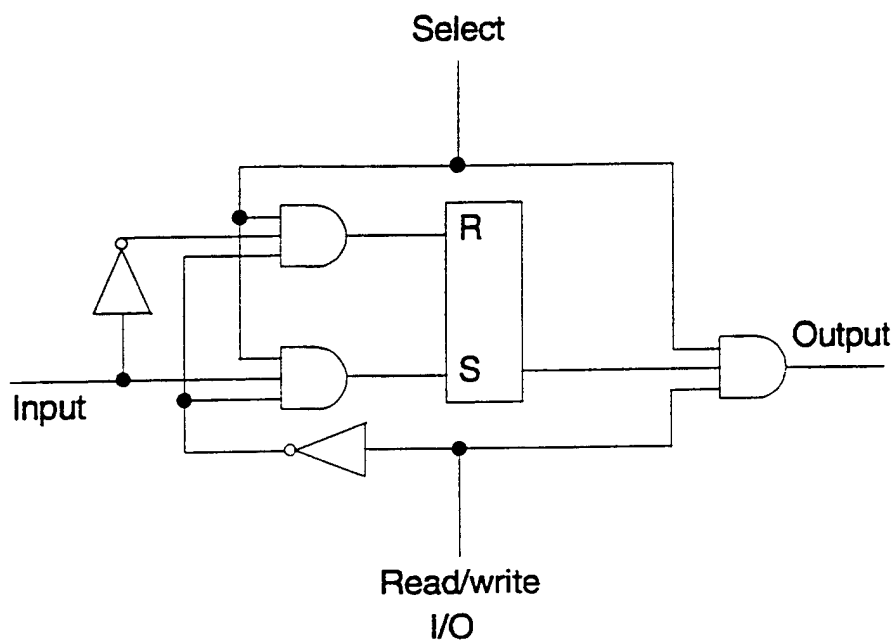 Select
R
S
Output
Input
Read/write
I/O